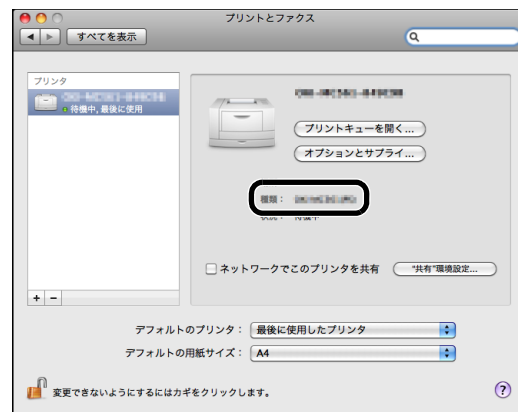 プリントとファクス
すべてを表示
プリンタ
待機中, 最後に使用
プリントキューを開く...
オプションとサプライ...
種類：
状況： 待機中
ネットワークでこのプリンタを共有
"共有"環境設定...
+ −
デフォルトのプリンタ： 最後に使用したプリンタ
デフォルトの用紙サイズ： A4
変更できないようにするにはカギをクリックします。
?